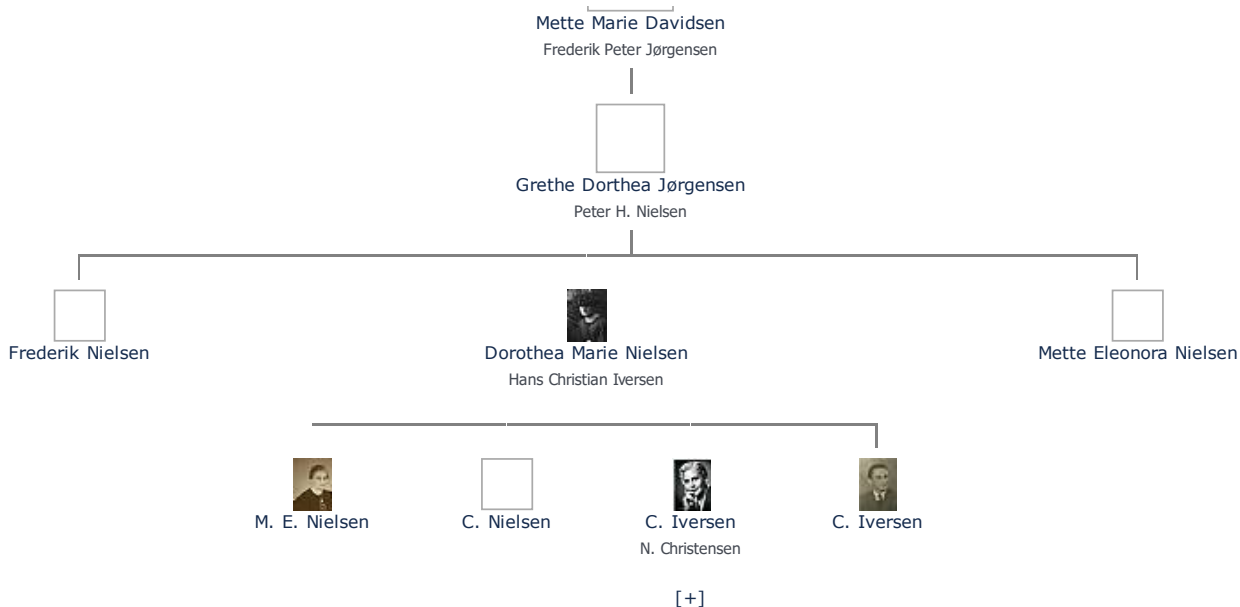 Mette Marie Davidsen
Frederik Peter Jørgensen
Grethe Dorthea Jørgensen
Peter H. Nielsen
Frederik Nielsen
Dorothea Marie Nielsen
Mette Eleonora Nielsen
Hans Christian Iversen
M. E. Nielsen
C. Nielsen
C. Iversen
C. Iversen
N. Christensen
[+]